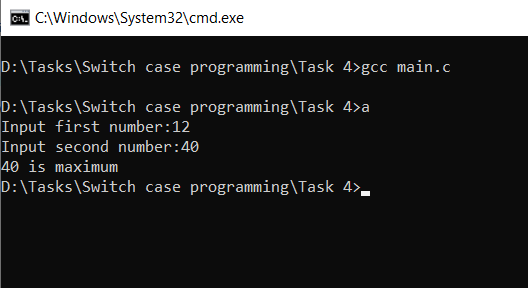 C:\Windows\System32\cmd.exe
D:\Tasks\Switch case programming\Task 4>gcc main.c
D:\Tasks\Switch case programming\Task 4>a
Input first number:12
Input second number:40
40 is maximum
D:\Tasks\Switch case programming\Task 4>